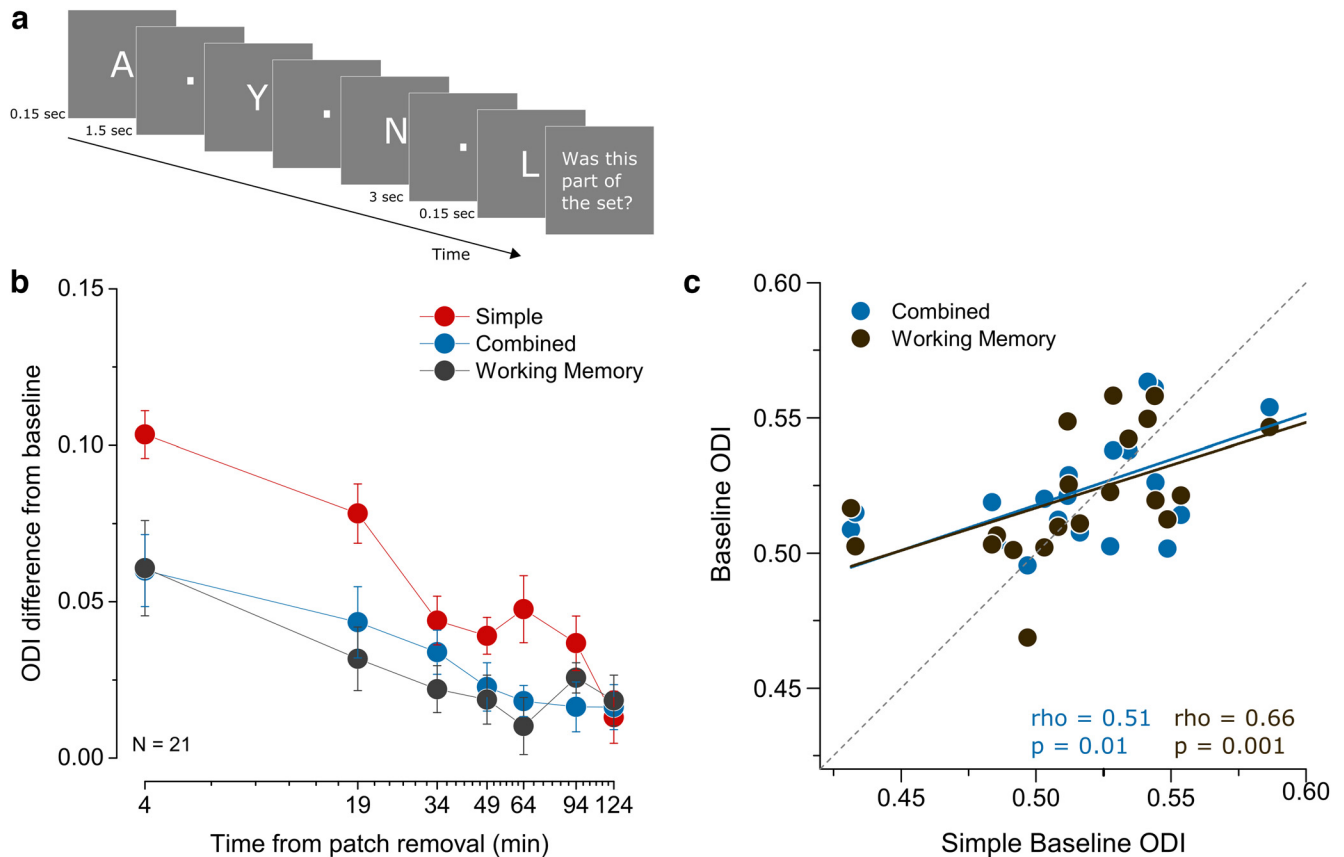 a
A
Y
N
L
Was this
part of
the set?
0.15 sec
1.5 sec
3 sec
0.15 sec
Time
b
0.15
0.10
0.05
0.00
ODI difference from baseline
Simple
Combined
Working Memory
N = 21
4 19 34 49 64 94 124
Time from patch removal (min)
c
0.60
0.55
0.50
0.45
Baseline ODI
Combined
Working Memory
rho = 0.51
p = 0.01
rho = 0.66
p = 0.001
0.45 0.50 0.55 0.60
Simple Baseline ODI